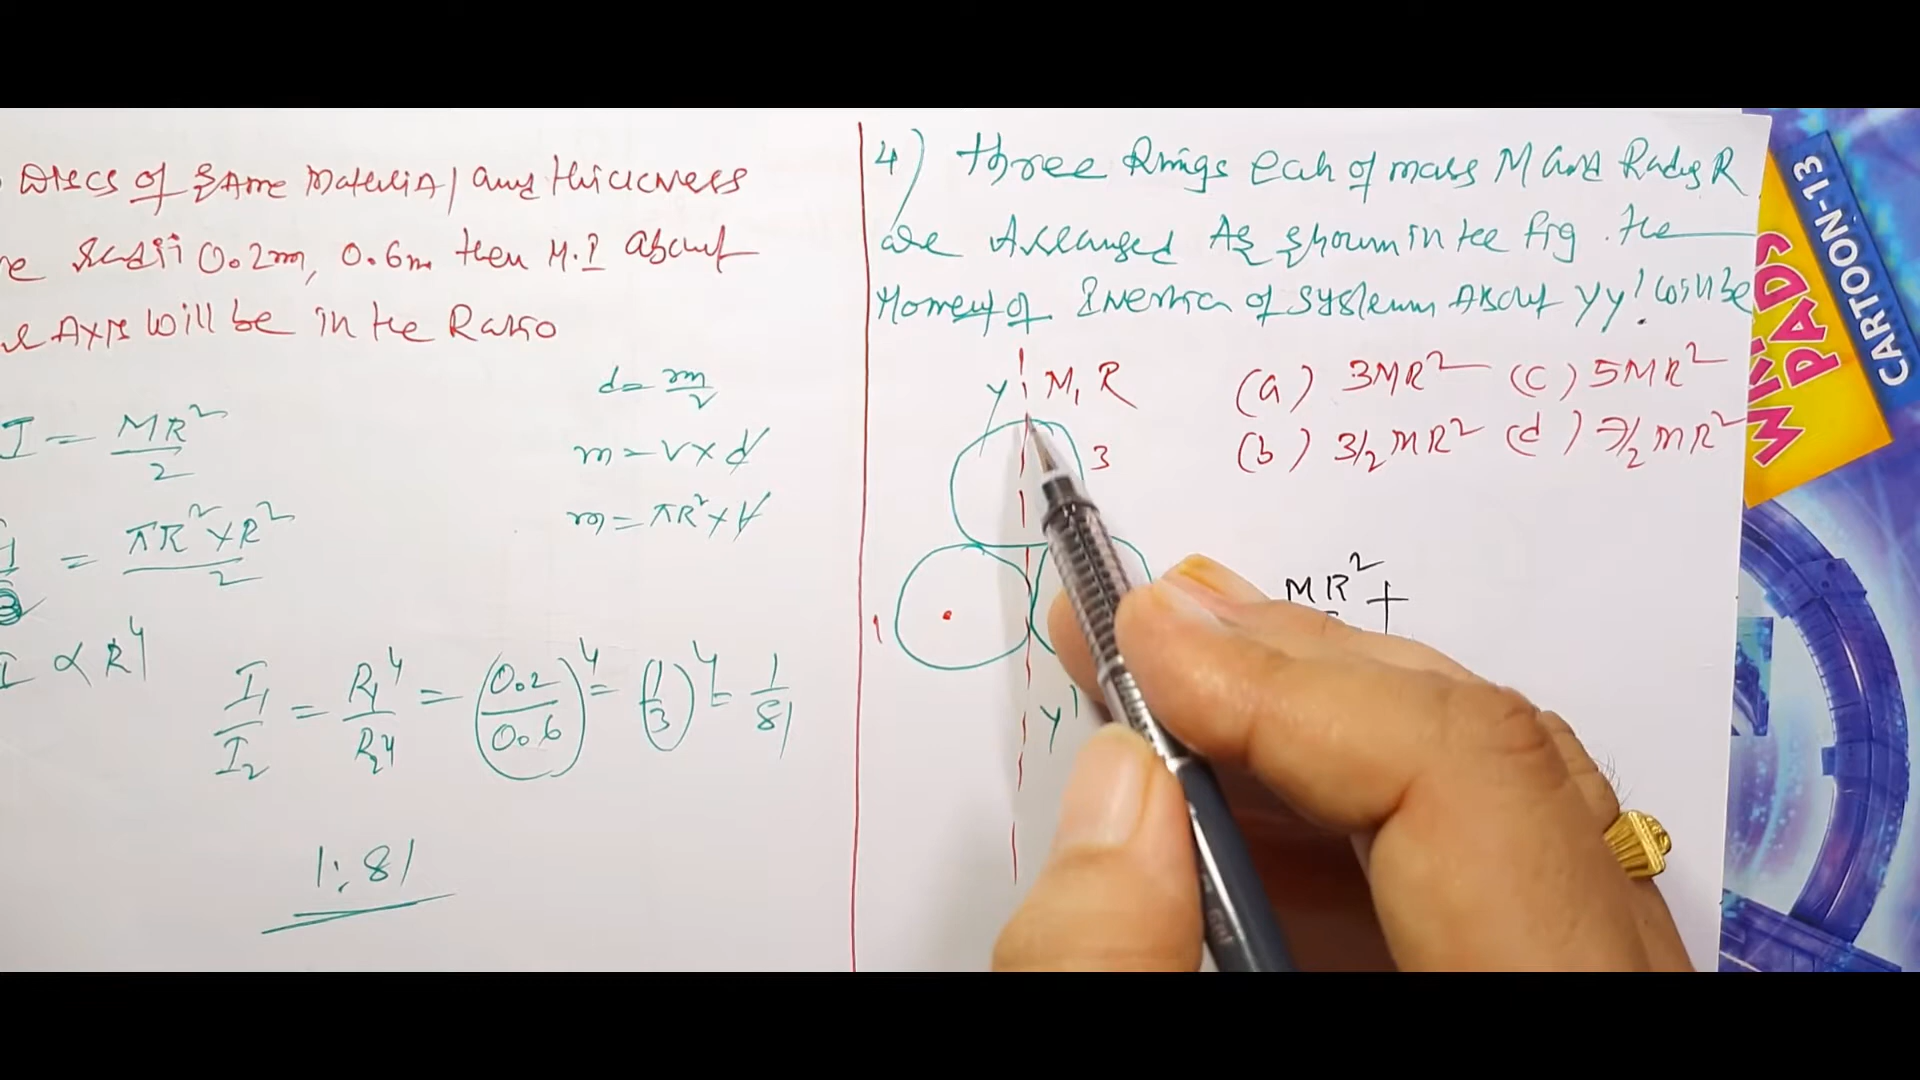 Discs of same material and thickness
radii 0.2m, 0.6m then M.I about
Axis will be in the Ratio
I = MR²/2
d = m/v
m = v × d
= πR² × R²/2
m = πR² × t
I ∝ R⁴
I₁/I₂ = R₁⁴/R₂⁴ = (0.2/0.6)⁴ = (1/3)⁴ = 1/81
1:81
4) three Rings each of mass M and Radius R
are Arranged As shown in the fig. the
Moment of Inertia of system About yy' will be
y M, R
(a) 3MR² (c) 5MR²
(b) 3/2 MR² (d) 7/2 MR²
3
MR² +
1
y'
WRIT
PADS
CARTOON-13